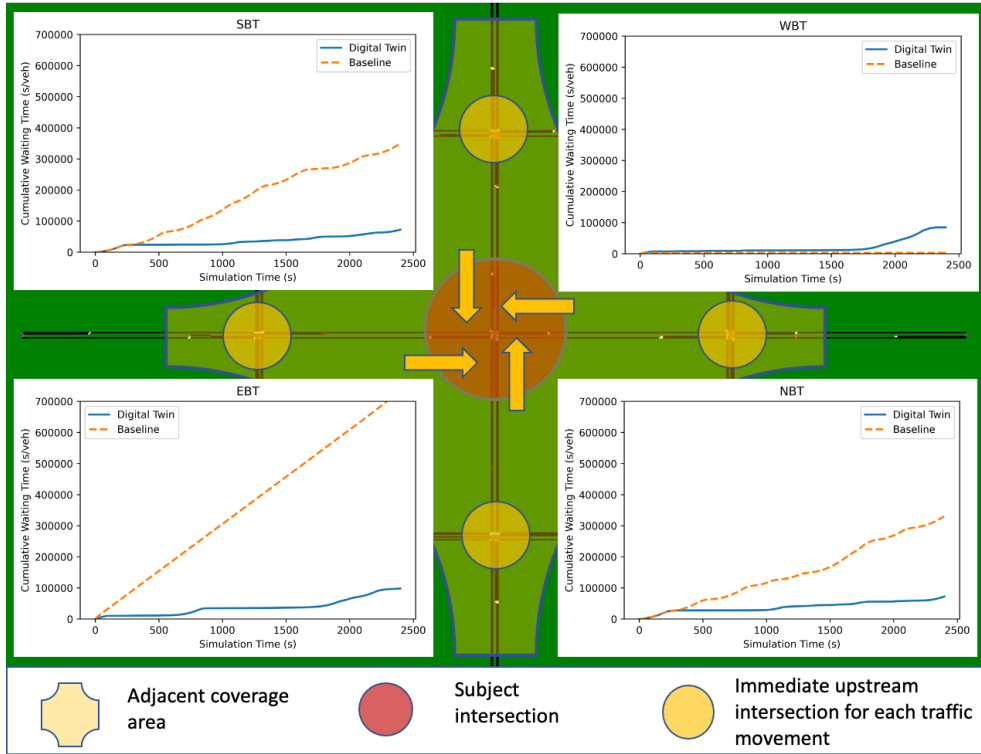 SBT
700000
600000
500000
400000
300000
200000
100000
0
Cumulative Waiting Time (s/veh)
Digital Twin
Baseline
0 500 1000 1500 2000 2500
Simulation Time (s)
WBT
700000
600000
500000
400000
300000
200000
100000
0
Cumulative Waiting Time (s/veh)
Digital Twin
Baseline
0 500 1000 1500 2000 2500
Simulation Time (s)
EBT
700000
600000
500000
400000
300000
200000
100000
0
Cumulative Waiting Time (s/veh)
Digital Twin
Baseline
0 500 1000 1500 2000 2500
Simulation Time (s)
NBT
700000
600000
500000
400000
300000
200000
100000
0
Cumulative Waiting Time (s/veh)
Digital Twin
Baseline
0 500 1000 1500 2000 2500
Simulation Time (s)
Adjacent coverage
area
Subject
intersection
Immediate upstream
intersection for each traffic
movement